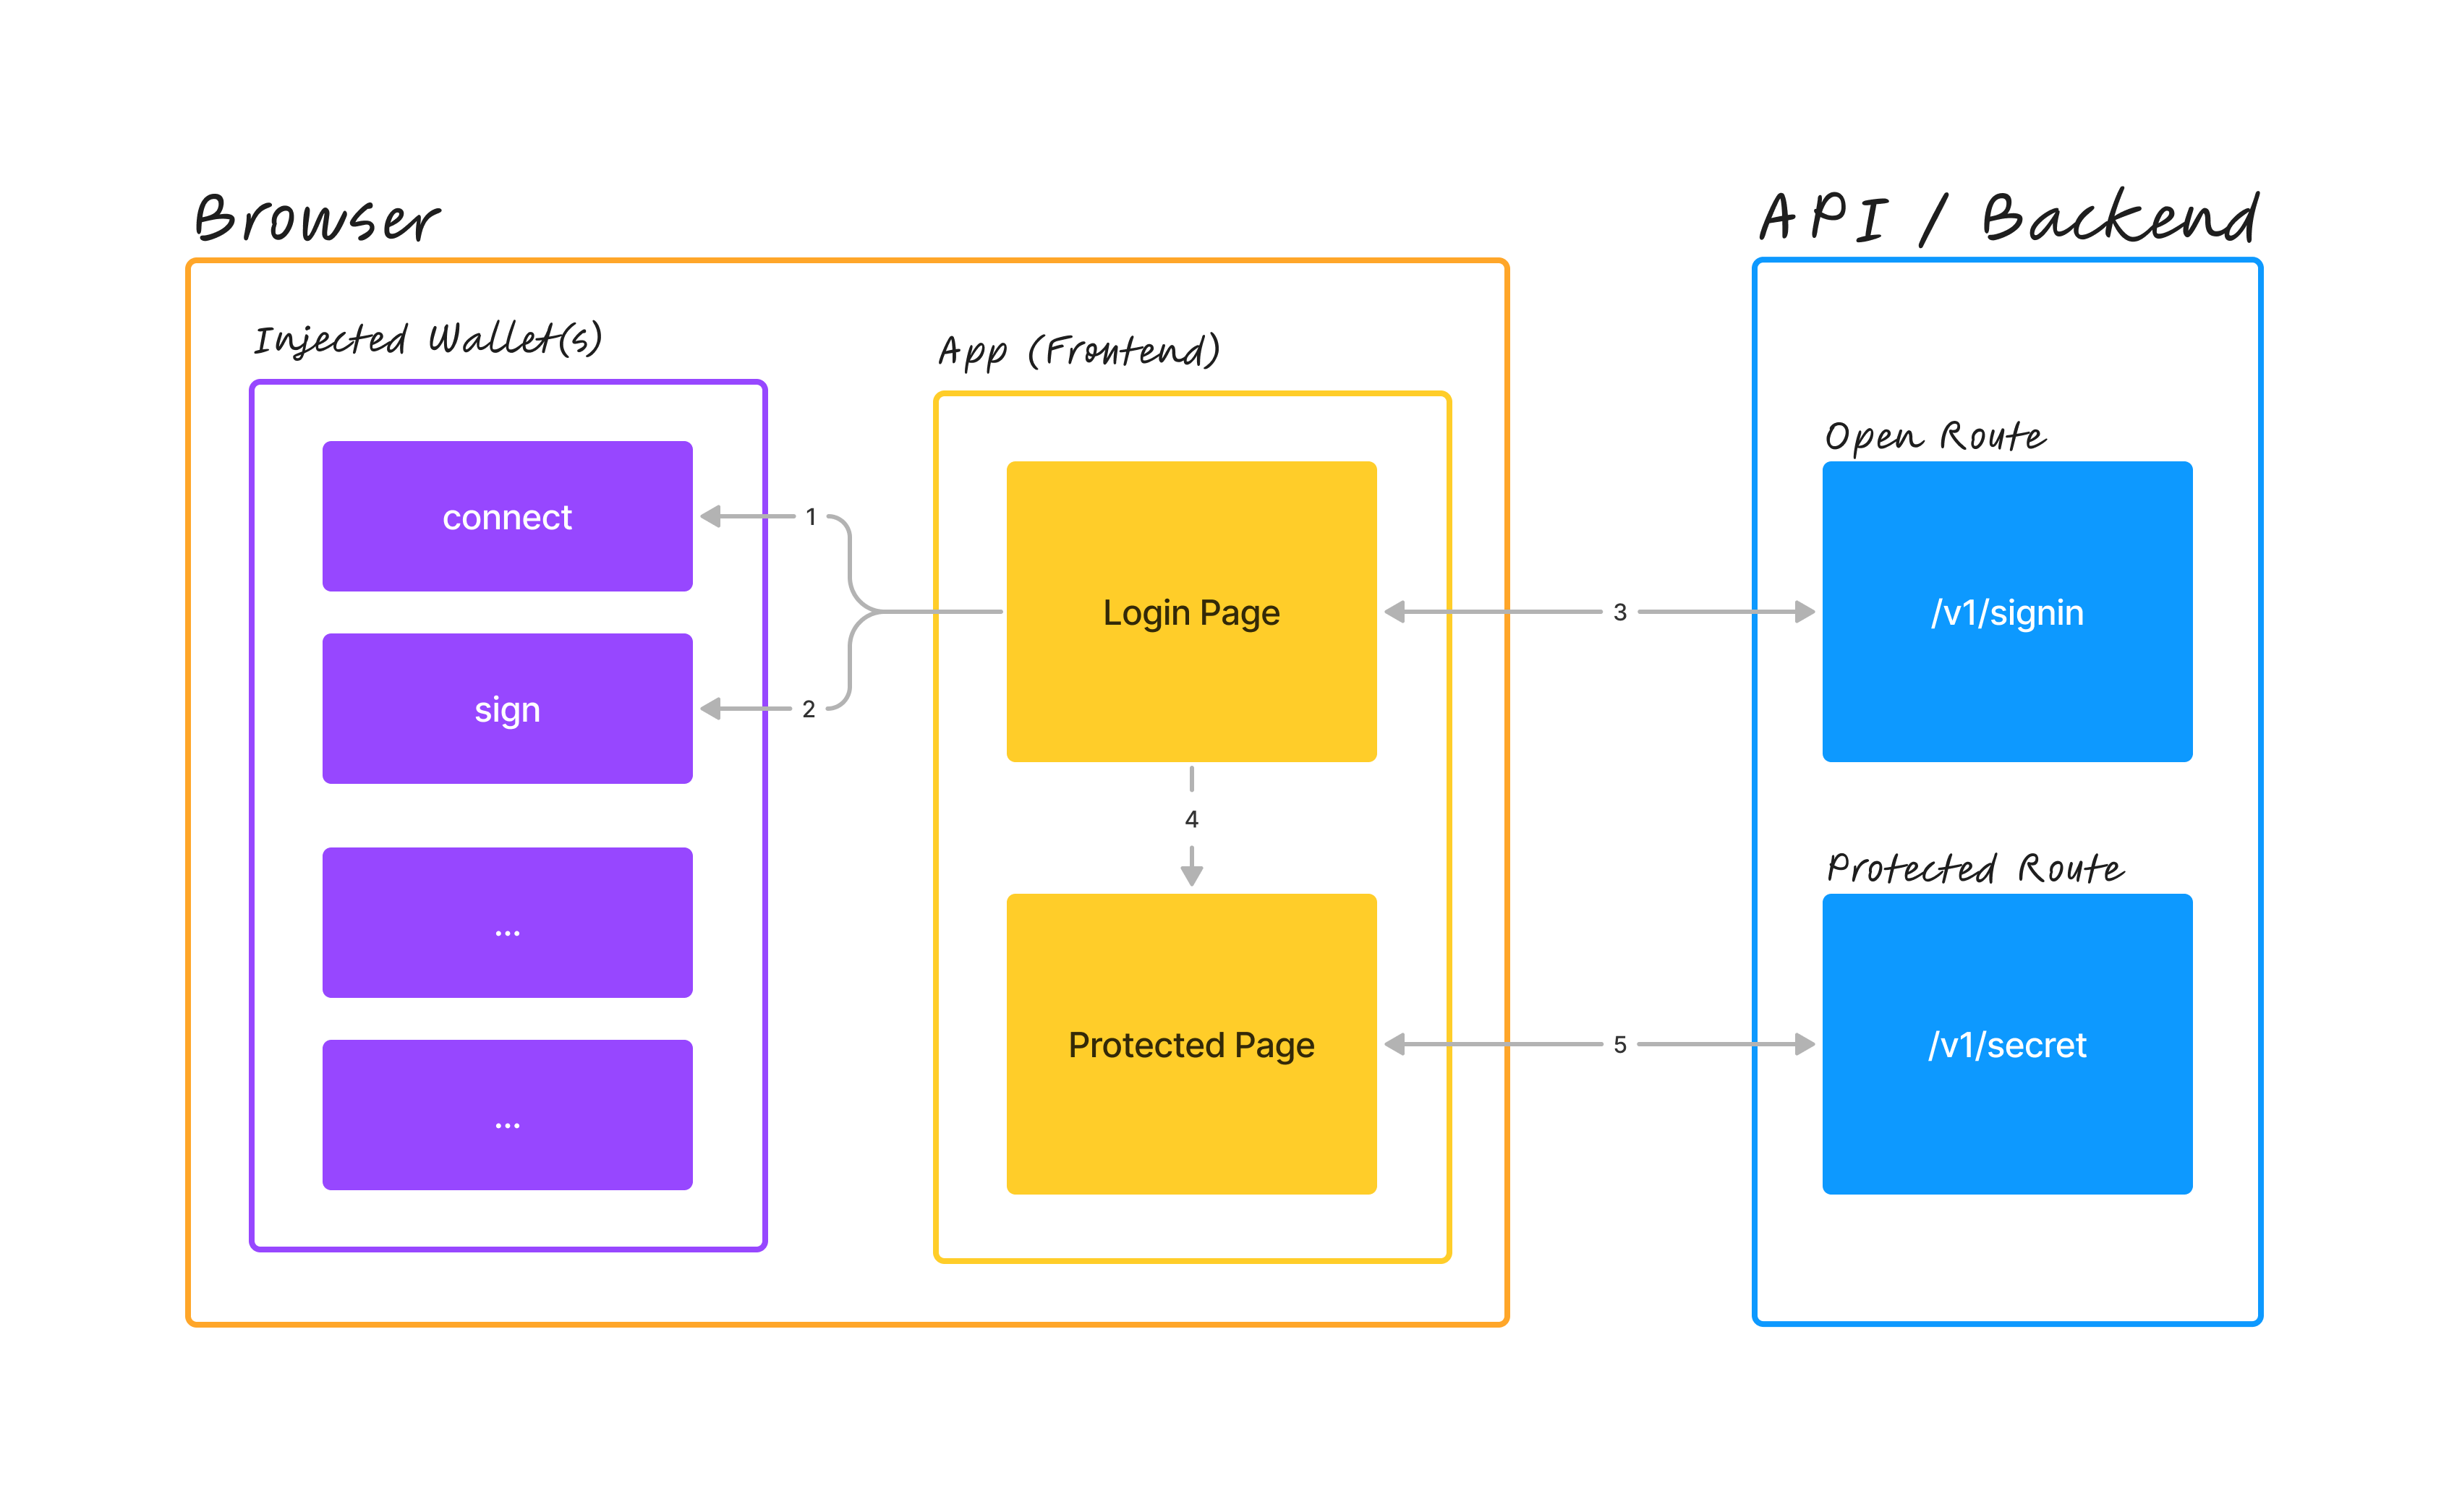 Browser
API / Backend
Injected Wallet(s)
App (Frontend)
Open Route
connect
1
Login Page
3
/v1/signin
sign
2
4
Protected Route
...
Protected Page
5
/v1/secret
...